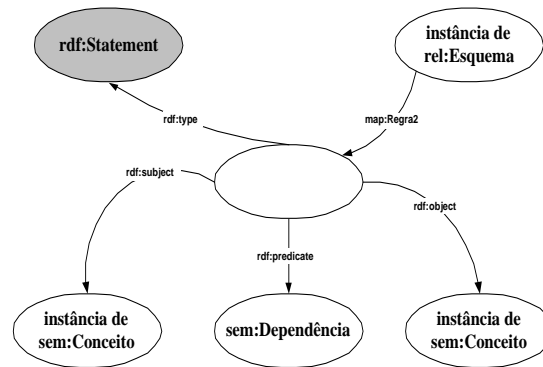 rdf:Statement
instância de
rel:Esquema
rdf:type
map:Regra2
rdf:subject
rdf:object
rdf:predicate
instância de
sem:Conceito
sem:Dependência
instância de
sem:Conceito